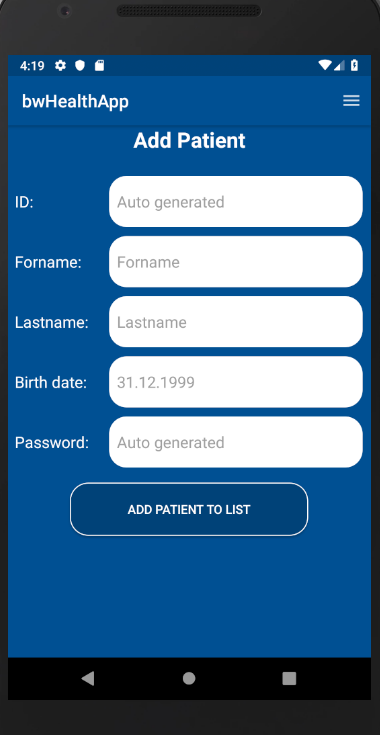 4:19
bwHealthApp
Add Patient
ID: Auto generated
Forname: Forname
Lastname: Lastname
Birth date: 31.12.1999
Password: Auto generated
ADD PATIENT TO LIST